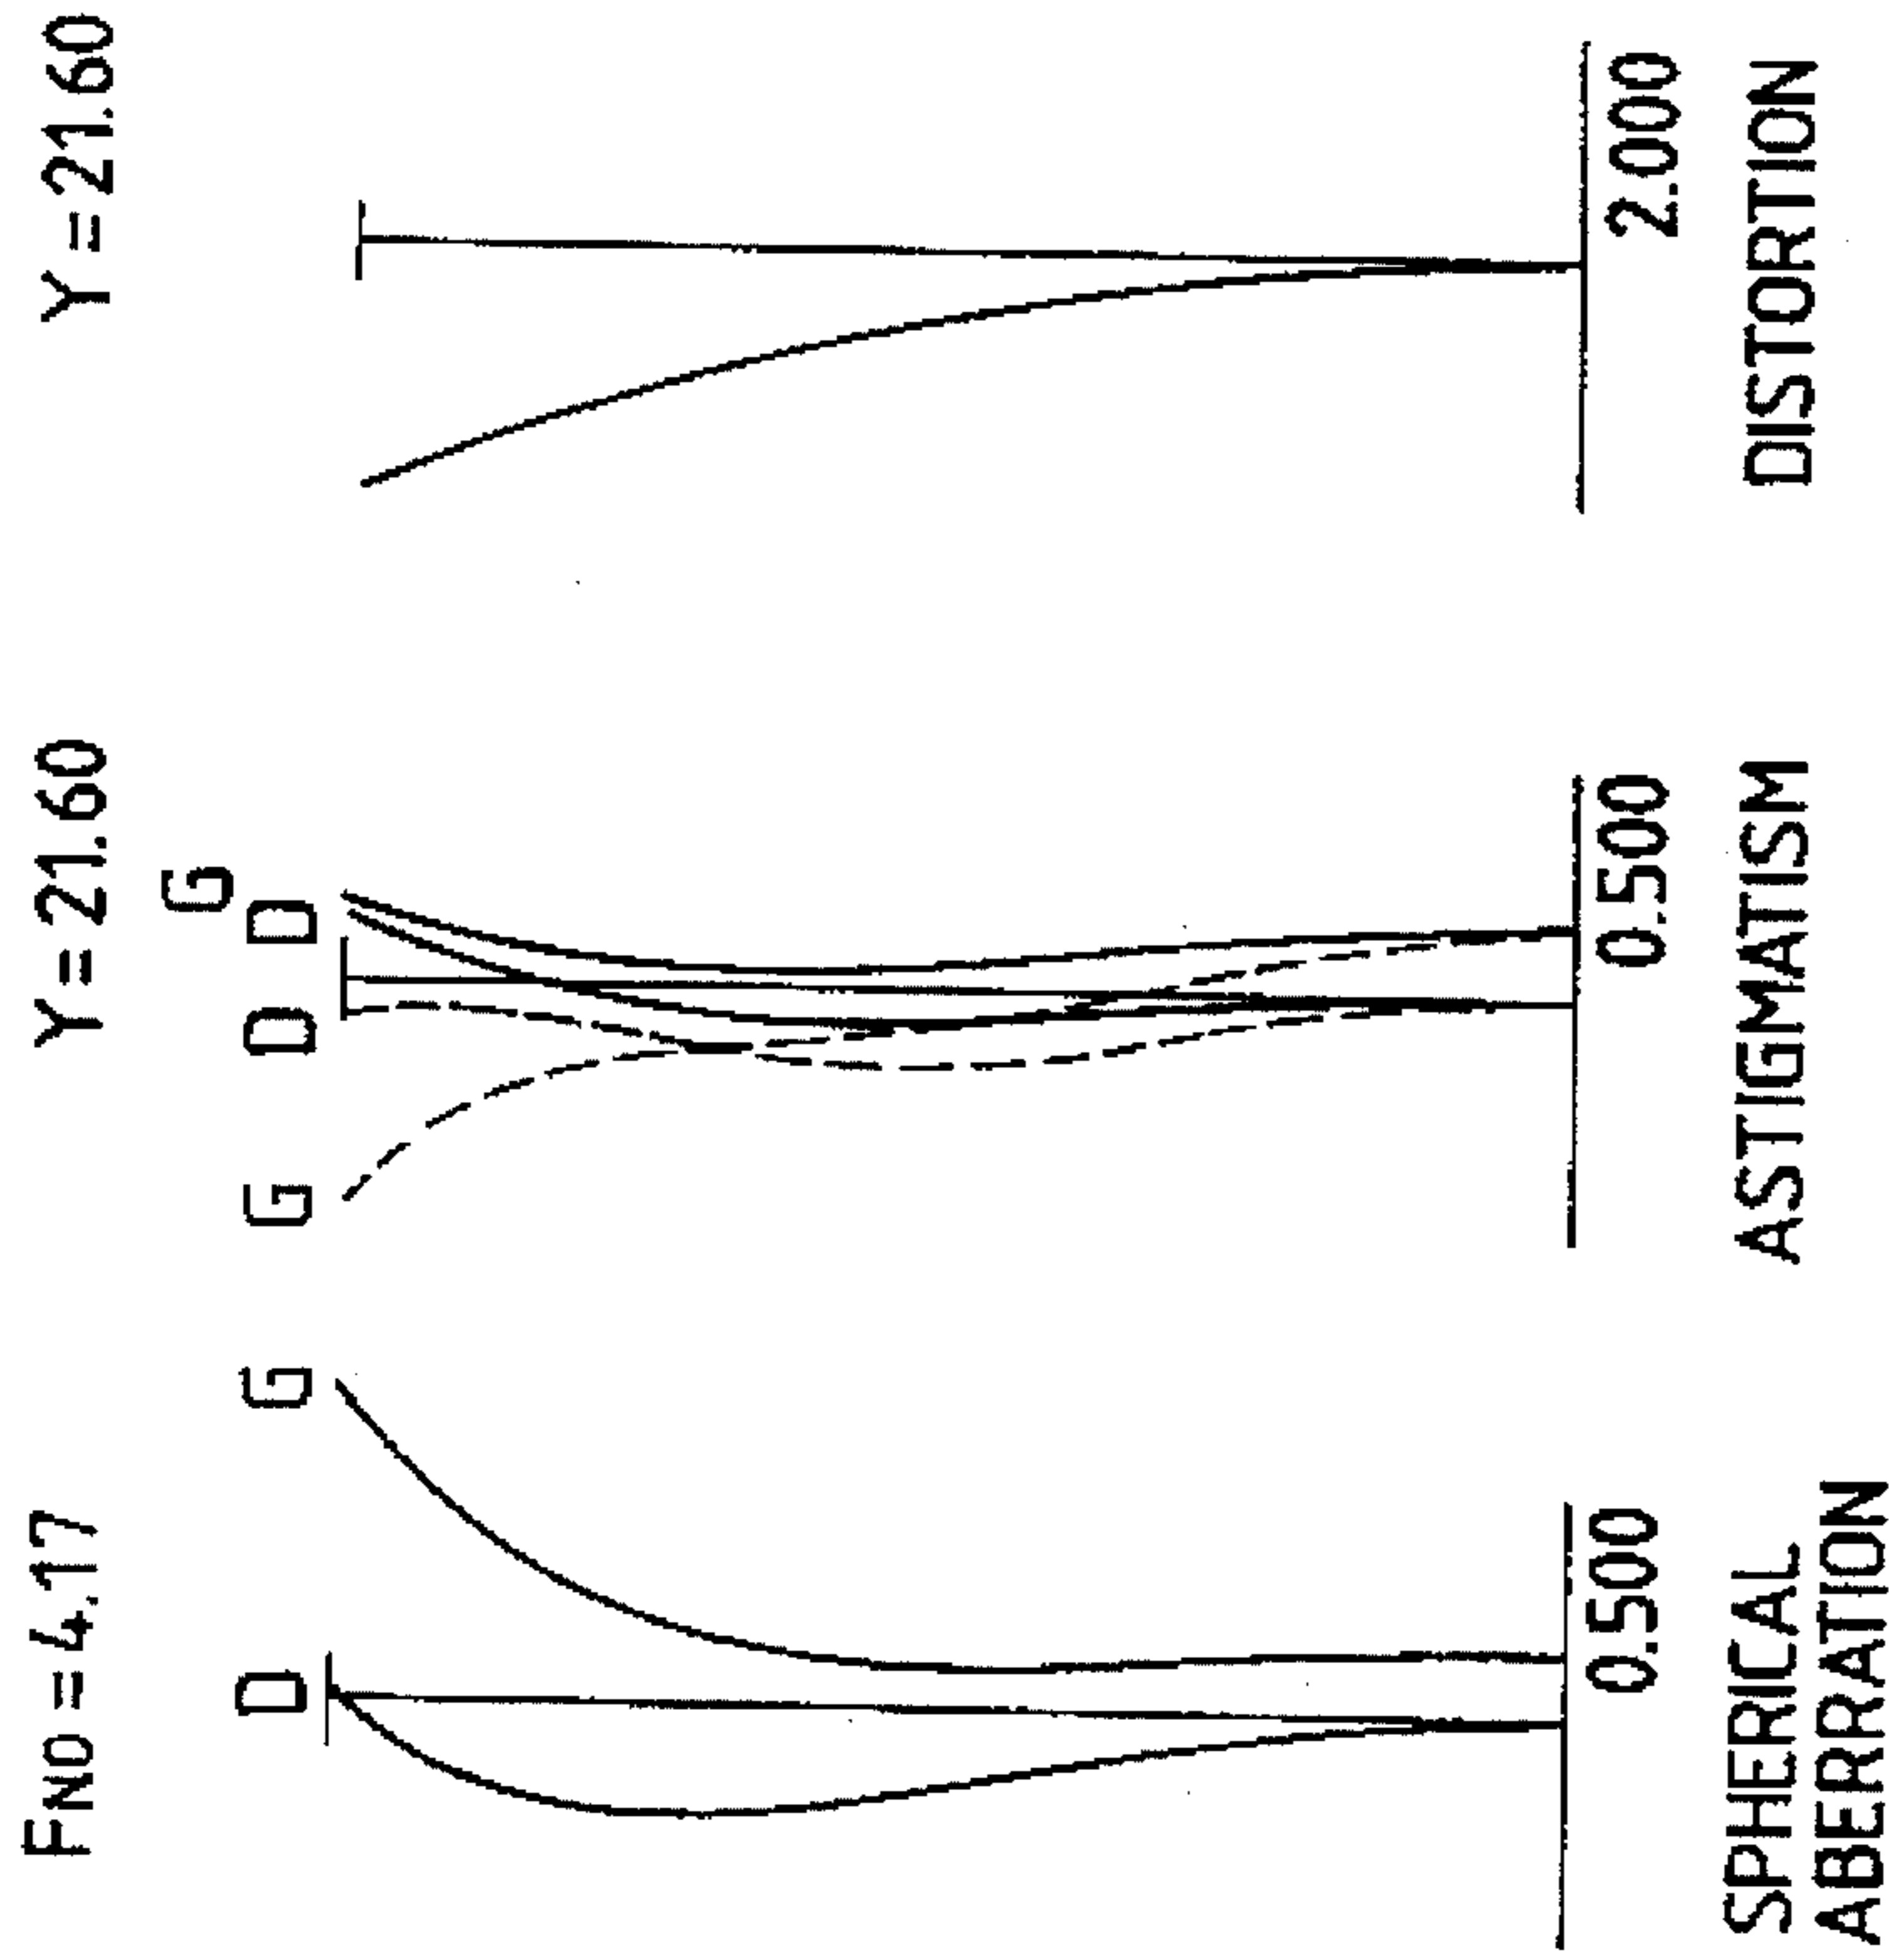 FNO = 4.17
D
G
0.500
SPHERICAL
ABERRATION
Y = 21.60
G
D
D
G
0.500
ASTIGMATISM
Y = 21.60
2.000
DISTORTION